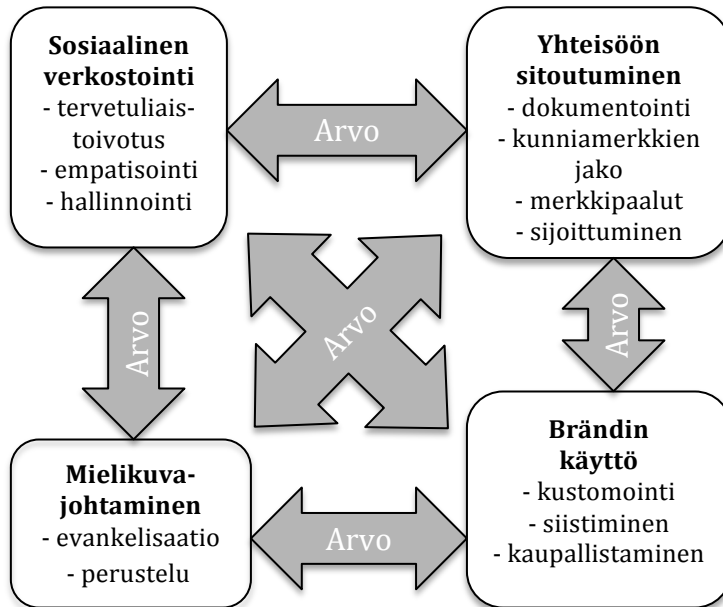 Sosiaalinen
verkostointi
- tervetuliais-
toivotus
- empatisointi
- hallinnointi
Arvo
Yhteisöön
sitoutuminen
- dokumentointi
- kunniamerkkien
jako
- merkkipaalut
- sijoittuminen
Arvo
Arvo
Arvo
Mielikuva-
johtaminen
- evankelisaatio
- perustelu
Arvo
Brändin
käyttö
- kustomointi
- siistiminen
- kaupallistaminen